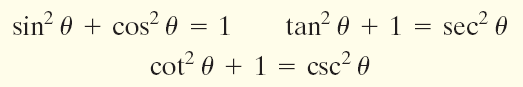 sin² θ + cos² θ = 1 tan² θ + 1 = sec² θ
cot² θ + 1 = csc² θ